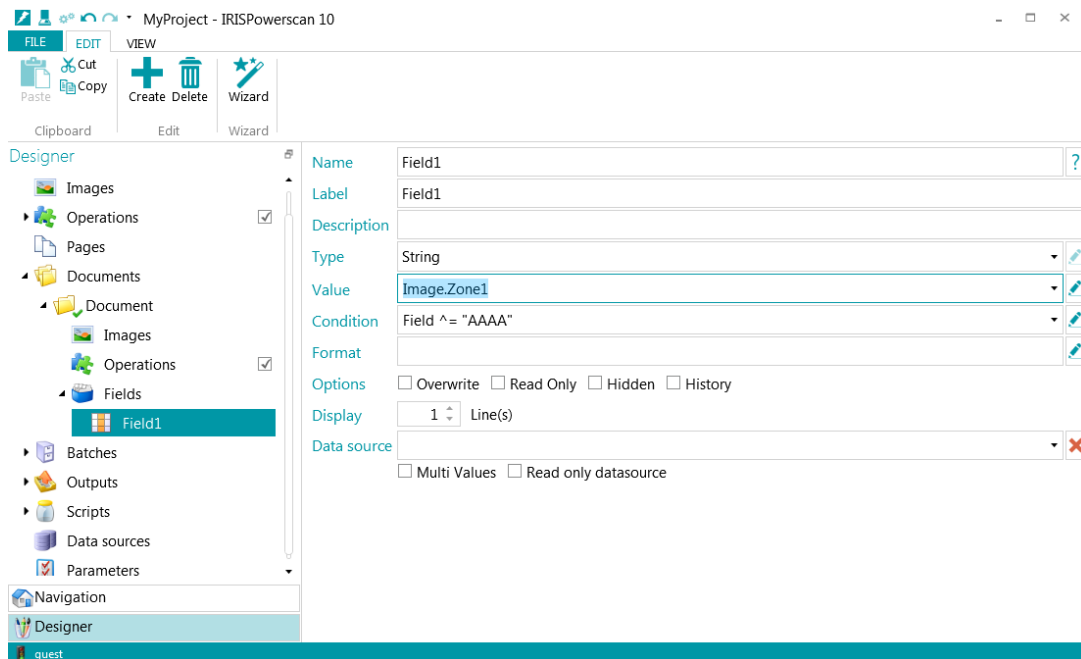 MyProject - IRISPowerscan 10
FILE EDIT VIEW
Paste Cut Copy Create Delete Wizard
Clipboard Edit Wizard
Designer
Images
Operations
Pages
Documents
Document
Images
Operations
Fields
Field1
Batches
Outputs
Scripts
Data sources
Parameters
Navigation
Designer
guest
Name Field1 ?
Label Field1
Description
Type String
Value Image.Zone1
Condition Field ^= "AAAA"
Format
Options Overwrite Read Only Hidden History
Display 1 Line(s)
Data source
Multi Values Read only datasource